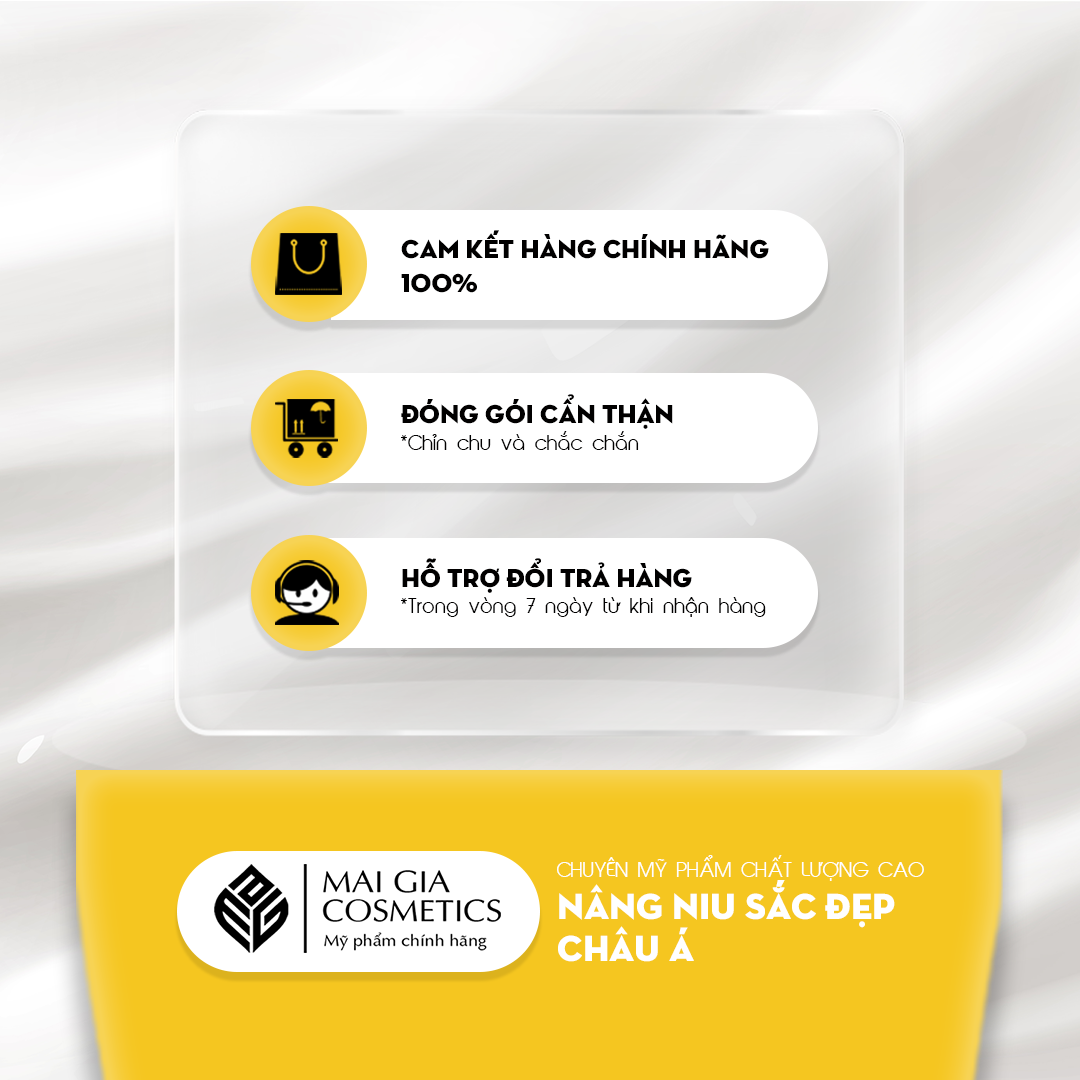 CAM KẾT HÀNG CHÍNH HÃNG
100%
ĐÓNG GÓI CẨN THẬN
*Chỉn chu và chắc chắn
HỖ TRỢ ĐỔI TRẢ HÀNG
*Trong vòng 7 ngày từ khi nhận hàng
MAI GIA
COSMETICS
Mỹ phẩm chính hãng
CHUYÊN MỸ PHẨM CHẤT LƯỢNG CAO
NÂNG NIU SẮC ĐẸP
CHÂU Á